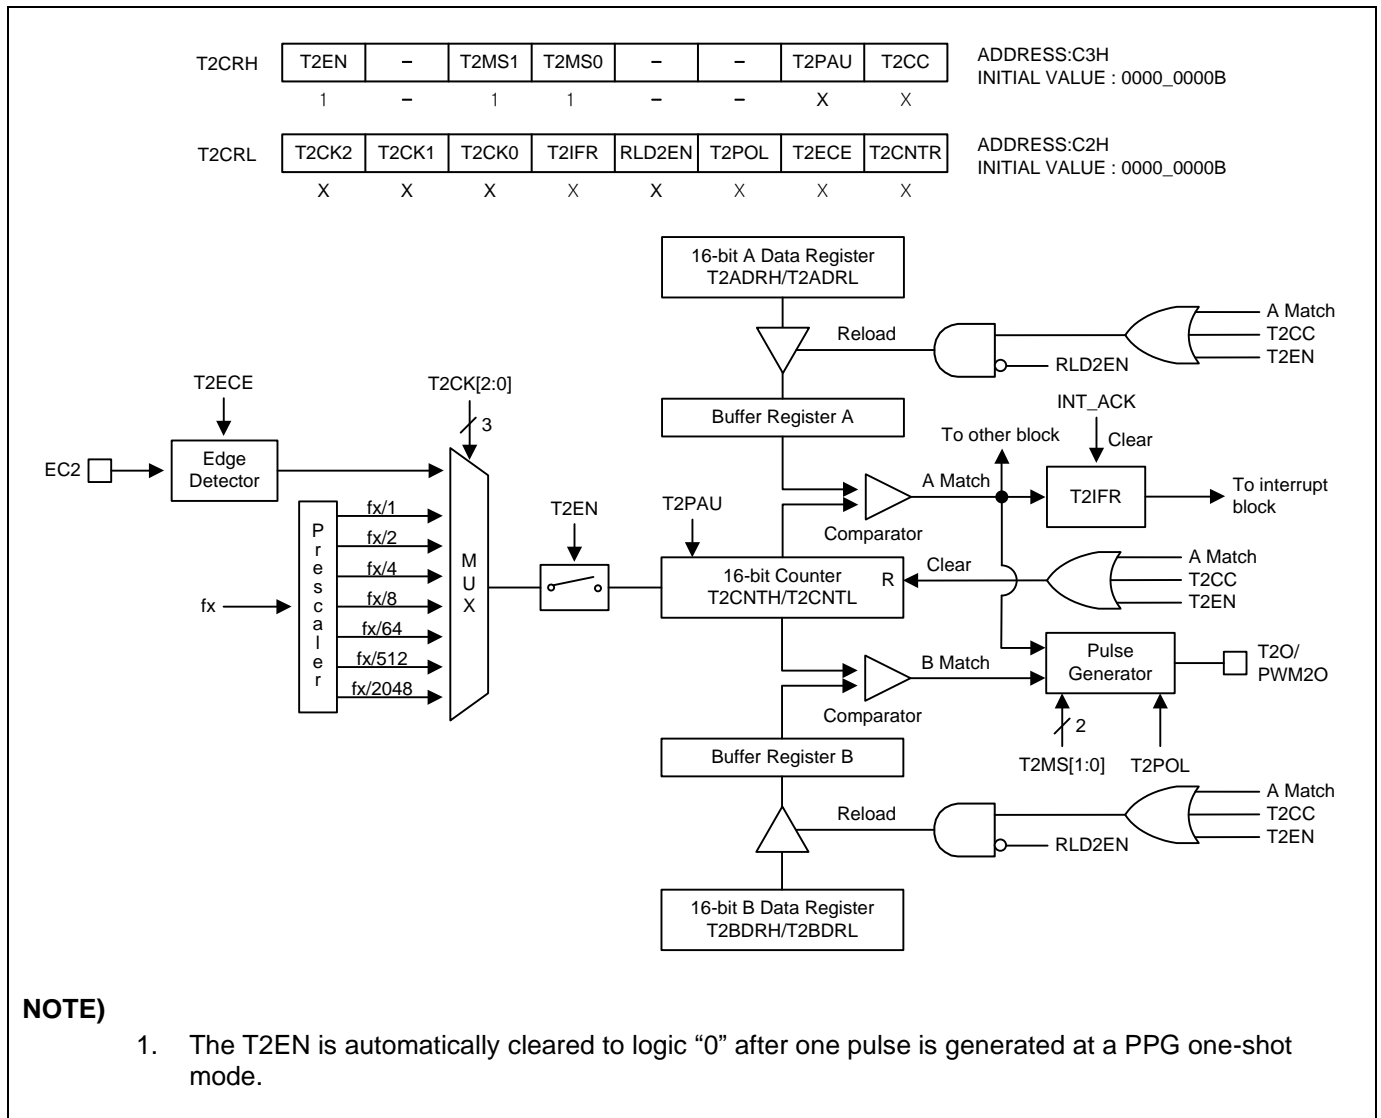 T2CRH T2EN – T2MS1 T2MS0 – – T2PAU T2CC ADDRESS:C3H
INITIAL VALUE : 0000_0000B
1 – 1 1 – – X X
T2CRL T2CK2 T2CK1 T2CK0 T2IFR RLD2EN T2POL T2ECE T2CNTR ADDRESS:C2H
INITIAL VALUE : 0000_0000B
X X X X X X X X
16-bit A Data Register
T2ADRH/T2ADRL
Reload
A Match
T2CC
T2EN
RLD2EN
T2ECE
T2CK[2:0]
3
Buffer Register A
INT_ACK
Clear
To other block
EC2
Edge
Detector
A Match
T2IFR
To interrupt
block
Comparator
Prescaler
fx
fx/1
fx/2
fx/4
fx/8
fx/64
fx/512
fx/2048
MUX
T2EN
T2PAU
16-bit Counter
T2CNTH/T2CNTL
R
Clear
A Match
T2CC
T2EN
B Match
Pulse
Generator
T2O/
PWM2O
Comparator
2
T2MS[1:0]
T2POL
Buffer Register B
Reload
A Match
T2CC
T2EN
RLD2EN
16-bit B Data Register
T2BDRH/T2BDRL
NOTE)
1. The T2EN is automatically cleared to logic “0” after one pulse is generated at a PPG one-shot
mode.